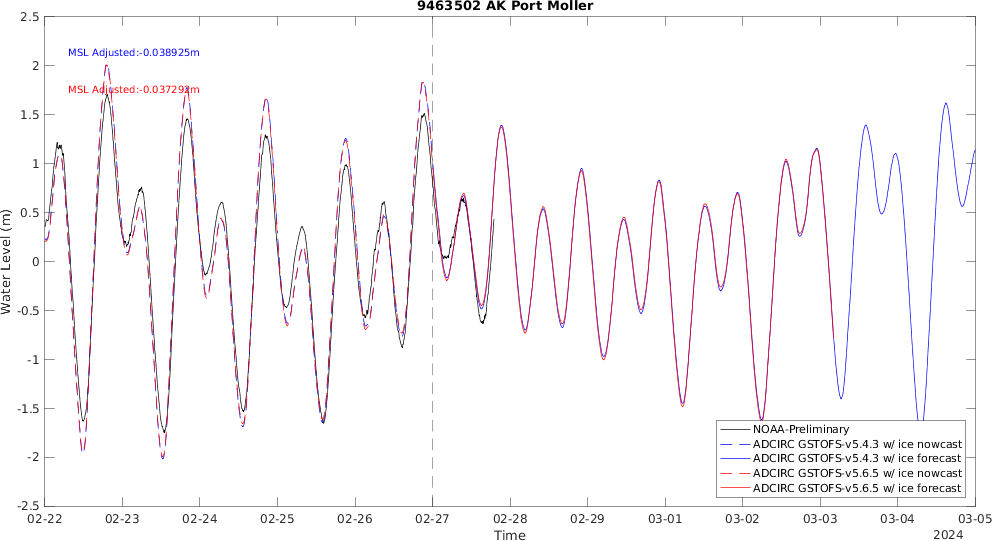 9463502 AK Port Moller
MSL Adjusted:-0.038925m
MSL Adjusted:-0.037292m
Water Level (m)
2.5
2
1.5
1
0.5
0
-0.5
-1
-1.5
-2
-2.5
NOAA-Preliminary
ADCIRC GSTOFS-v5.4.3 w/ ice nowcast
ADCIRC GSTOFS-v5.4.3 w/ ice forecast
ADCIRC GSTOFS-v5.6.5 w/ ice nowcast
ADCIRC GSTOFS-v5.6.5 w/ ice forecast
02-22 02-23 02-24 02-25 02-26 02-27 02-28 02-29 03-01 03-02 03-03 03-04 03-05
Time
2024